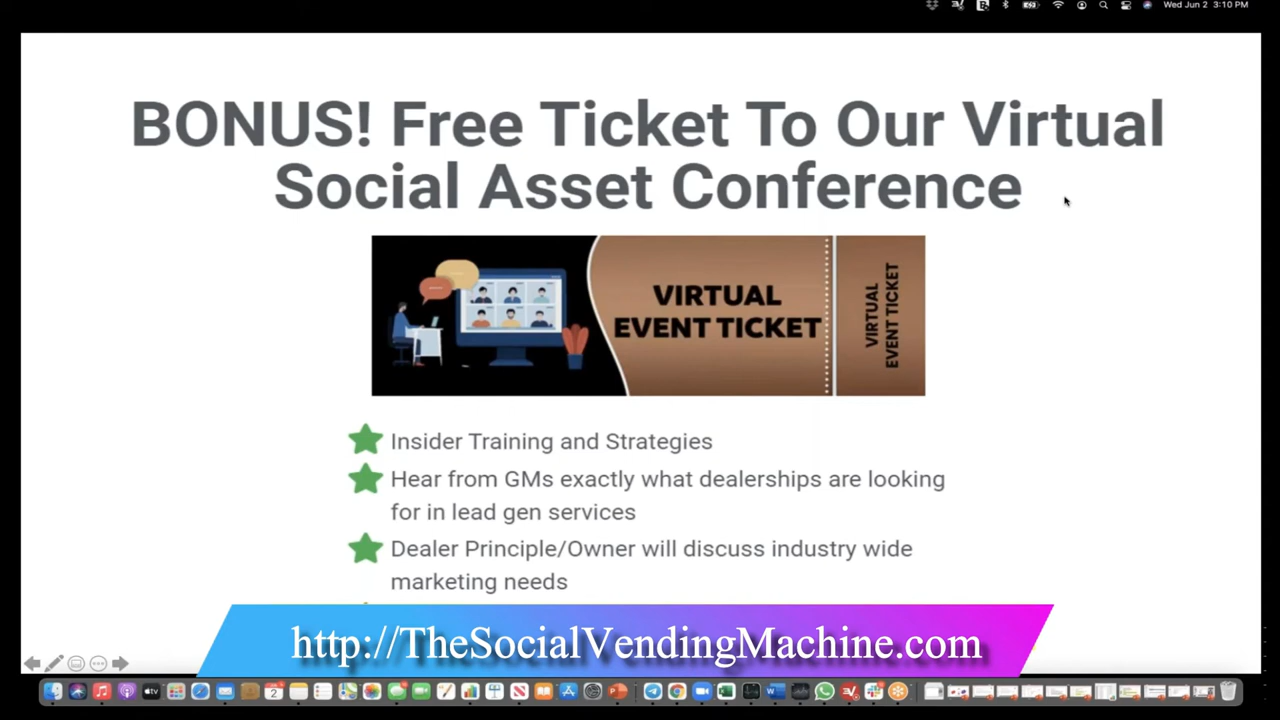 Wed Jun 2 3:10 PM
BONUS! Free Ticket To Our Virtual
Social Asset Conference
VIRTUAL
EVENT TICKET
VIRTUAL
EVENT TICKET
Insider Training and Strategies
Hear from GMs exactly what dealerships are looking
for in lead gen services
Dealer Principle/Owner will discuss industry wide
marketing needs
http://TheSocialVendingMachine.com